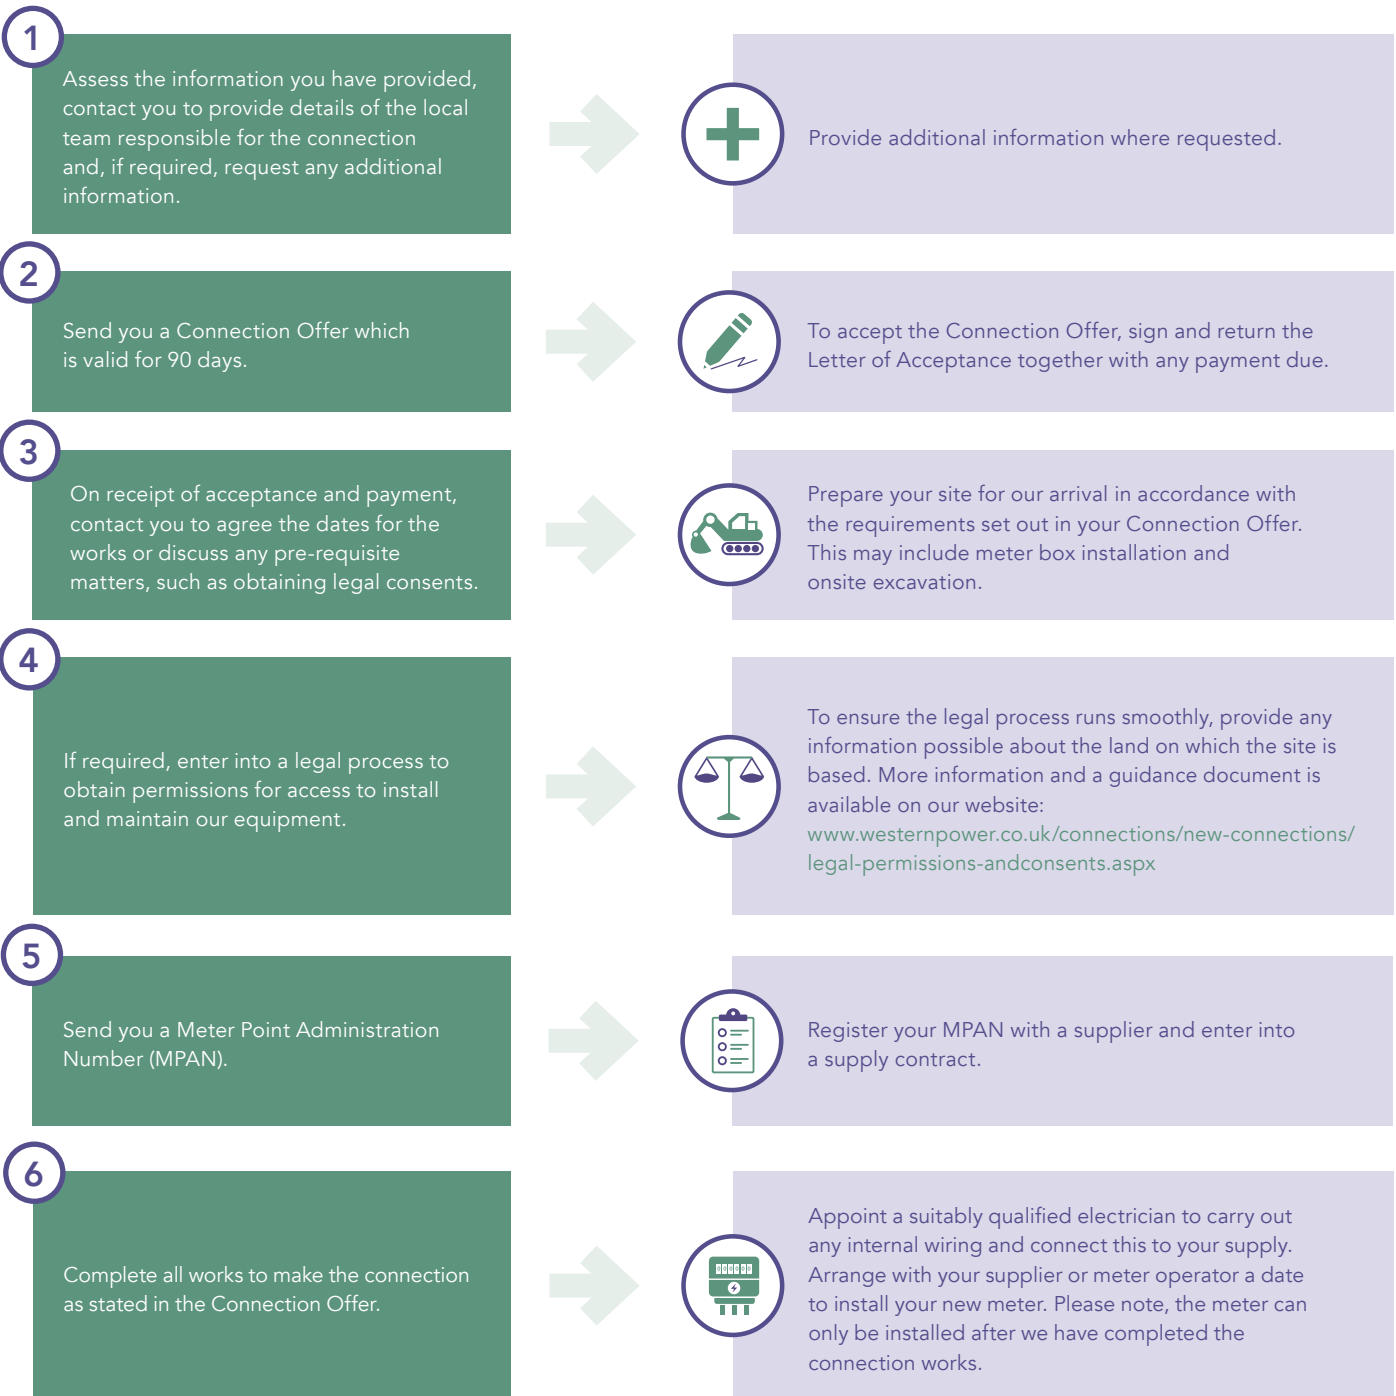 1
Assess the information you have provided,
contact you to provide details of the local
team responsible for the connection
and, if required, request any additional
information.
Provide additional information where requested.
2
Send you a Connection Offer which
is valid for 90 days.
To accept the Connection Offer, sign and return the
Letter of Acceptance together with any payment due.
3
On receipt of acceptance and payment,
contact you to agree the dates for the
works or discuss any pre-requisite
matters, such as obtaining legal consents.
Prepare your site for our arrival in accordance with
the requirements set out in your Connection Offer.
This may include meter box installation and
onsite excavation.
4
If required, enter into a legal process to
obtain permissions for access to install
and maintain our equipment.
To ensure the legal process runs smoothly, provide any
information possible about the land on which the site is
based. More information and a guidance document is
available on our website:
www.westernpower.co.uk/connections/new-connections/
legal-permissions-andconsents.aspx
5
Send you a Meter Point Administration
Number (MPAN).
Register your MPAN with a supplier and enter into
a supply contract.
6
Complete all works to make the connection
as stated in the Connection Offer.
Appoint a suitably qualified electrician to carry out
any internal wiring and connect this to your supply.
Arrange with your supplier or meter operator a date
to install your new meter. Please note, the meter can
only be installed after we have completed the
connection works.